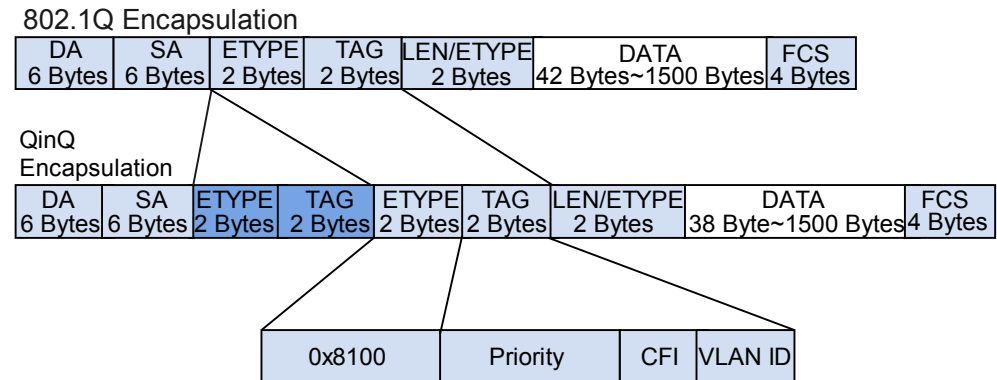 802.1Q Encapsulation
DA SA ETYPE TAG LEN/ETYPE DATA FCS
6 Bytes 6 Bytes 2 Bytes 2 Bytes 2 Bytes 42 Bytes~1500 Bytes 4 Bytes
QinQ
Encapsulation
DA SA ETYPE TAG ETYPE TAG LEN/ETYPE DATA FCS
6 Bytes 6 Bytes 2 Bytes 2 Bytes 2 Bytes 2 Bytes 2 Bytes 38 Byte~1500 Bytes 4 Bytes
0x8100 Priority CFI VLAN ID